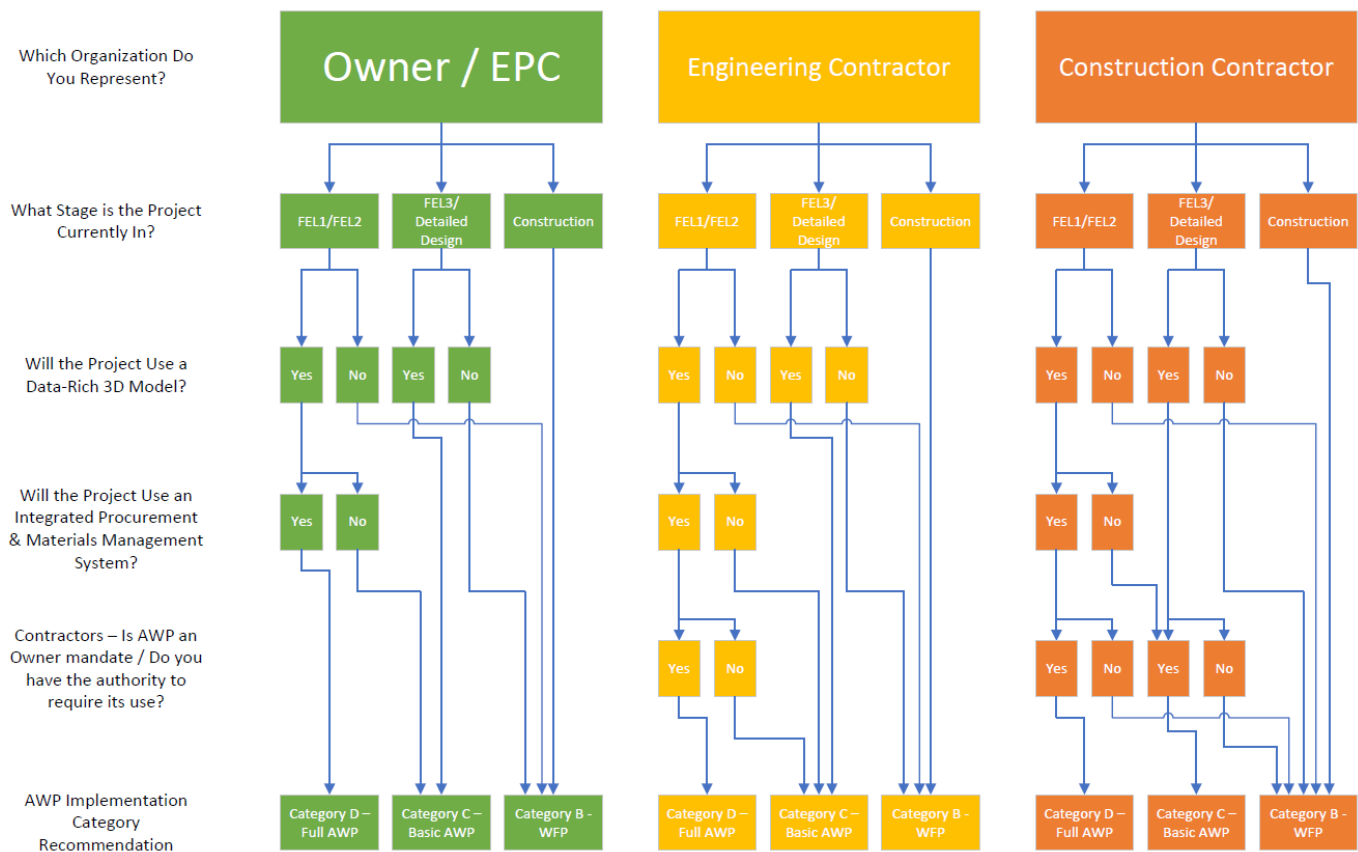 Which Organization Do
You Represent?
Owner / EPC
Engineering Contractor
Construction Contractor
What Stage is the Project
Currently In?
FEL1/FEL2
FEL3/
Detailed
Design
Construction
FEL1/FEL2
FEL3/
Detailed
Design
Construction
FEL1/FEL2
FEL3/
Detailed
Design
Construction
Will the Project Use a
Data-Rich 3D Model?
Yes
No
Yes
No
Yes
No
Yes
No
Yes
No
Yes
No
Will the Project Use an
Integrated Procurement
& Materials Management
System?
Yes
No
Yes
No
Yes
No
Contractors – Is AWP an
Owner mandate / Do you
have the authority to
require its use?
Yes
No
Yes
No
Yes
No
AWP Implementation
Category
Recommendation
Category D –
Full AWP
Category C –
Basic AWP
Category B -
WFP
Category D –
Full AWP
Category C –
Basic AWP
Category B -
WFP
Category D –
Full AWP
Category C –
Basic AWP
Category B -
WFP